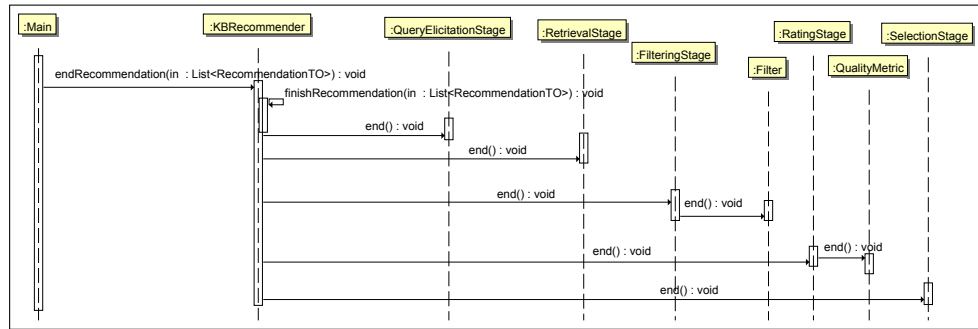 :Main
:KBRecommender
:QueryElicitationStage
:RetrievalStage
:FilteringStage
:Filter
:RatingStage
:QualityMetric
:SelectionStage
endRecommendation(in : List<RecommendationTO>) : void
finishRecommendation(in : List<RecommendationTO>) : void
end() : void
end() : void
end() : void
end() : void
end() : void
end() : void
end() : void